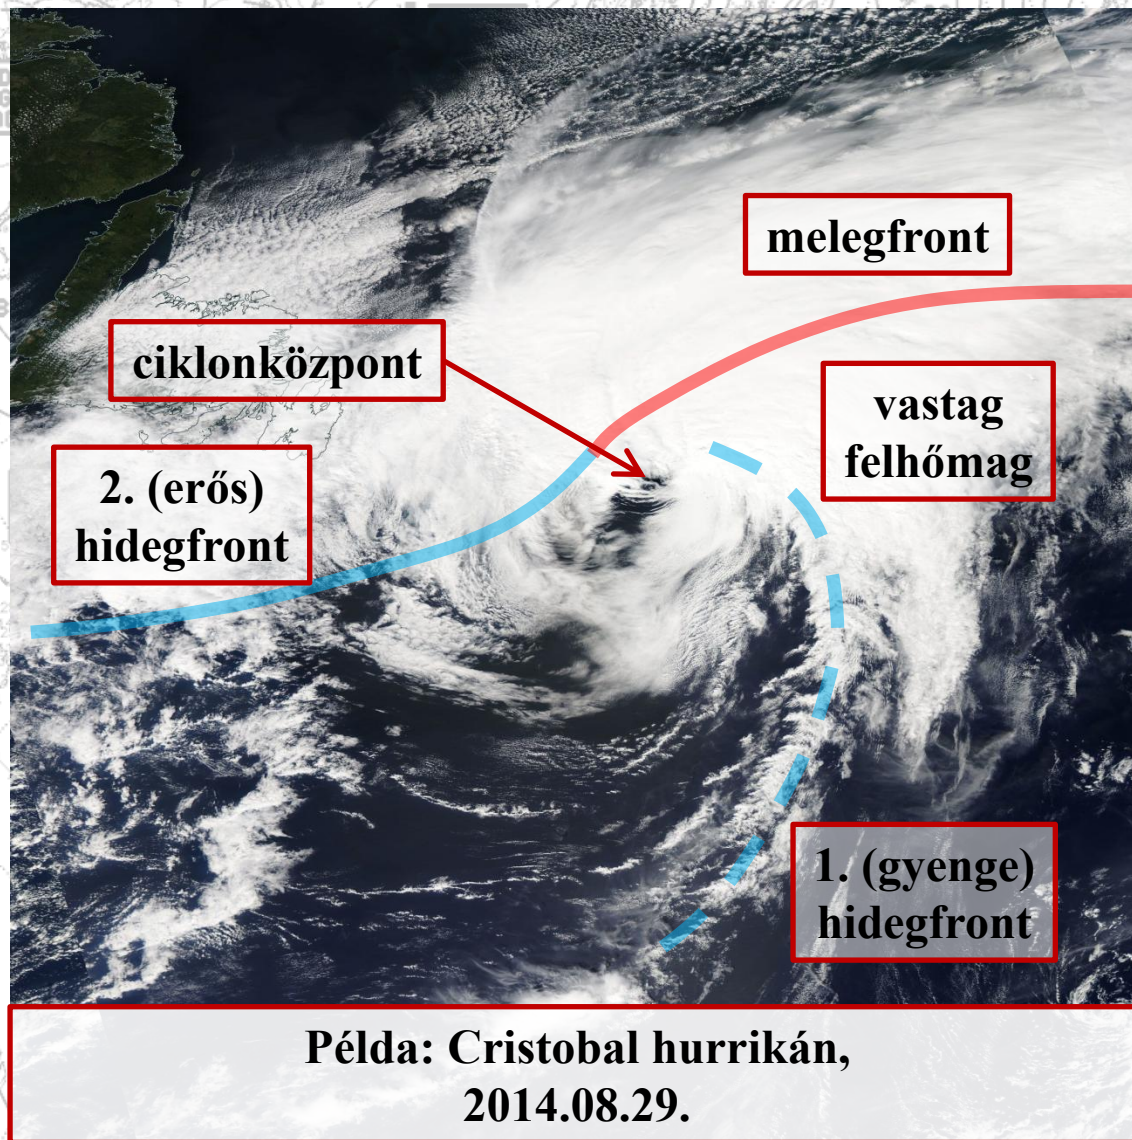 melegfront
ciklonközpont
vastag
felhőmag
2. (erős)
hidegfront
1. (gyenge)
hidegfront
Példa: Cristobal hurrikán,
2014.08.29.